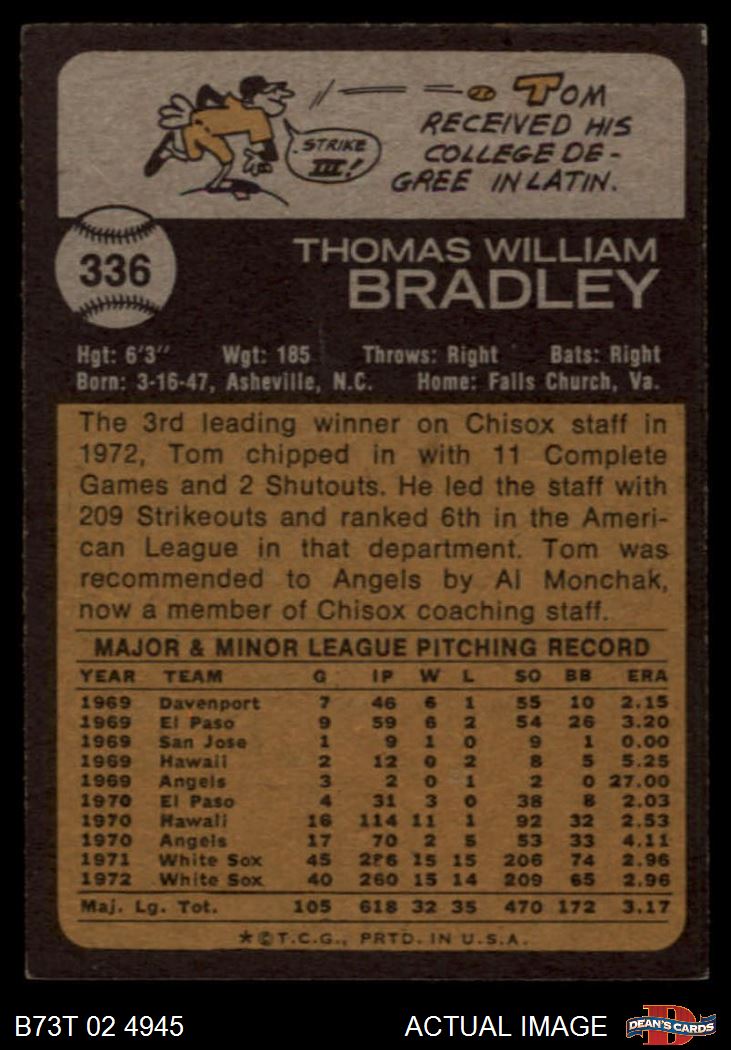 TOM
RECEIVED HIS
COLLEGE DE-
GREE IN LATIN.
STRIKE
III!
336
THOMAS WILLIAM
BRADLEY
Hgt: 6'3" Wgt: 185 Throws: Right Bats: Right
Born: 3-16-47, Asheville, N.C. Home: Falls Church, Va.
The 3rd leading winner on Chisox staff in
1972, Tom chipped in with 11 Complete
Games and 2 Shutouts. He led the staff with
209 Strikeouts and ranked 6th in the Ameri-
can League in that department. Tom was
recommended to Angels by Al Monchak,
now a member of Chisox coaching staff.
MAJOR & MINOR LEAGUE PITCHING RECORD
YEAR TEAM G IP W L SO BB ERA
1969 Davenport 7 46 6 1 55 10 2.15
1969 El Paso 9 59 6 2 54 26 3.20
1969 San Jose 1 9 1 0 9 1 0.00
1969 Hawaii 2 12 0 2 8 5 5.25
1969 Angels 3 2 0 1 2 0 27.00
1970 El Paso 4 31 3 0 38 8 2.03
1970 Hawaii 16 114 11 1 92 32 2.53
1970 Angels 17 70 2 5 53 33 4.11
1971 White Sox 45 286 15 15 206 74 2.96
1972 White Sox 40 260 15 14 209 65 2.96
Maj. Lg. Tot. 105 618 32 35 470 172 3.17
*©T.C.G., PRTD. IN U.S.A.
B73T 02 4945 ACTUAL IMAGE
D
DEAN'S CARDS